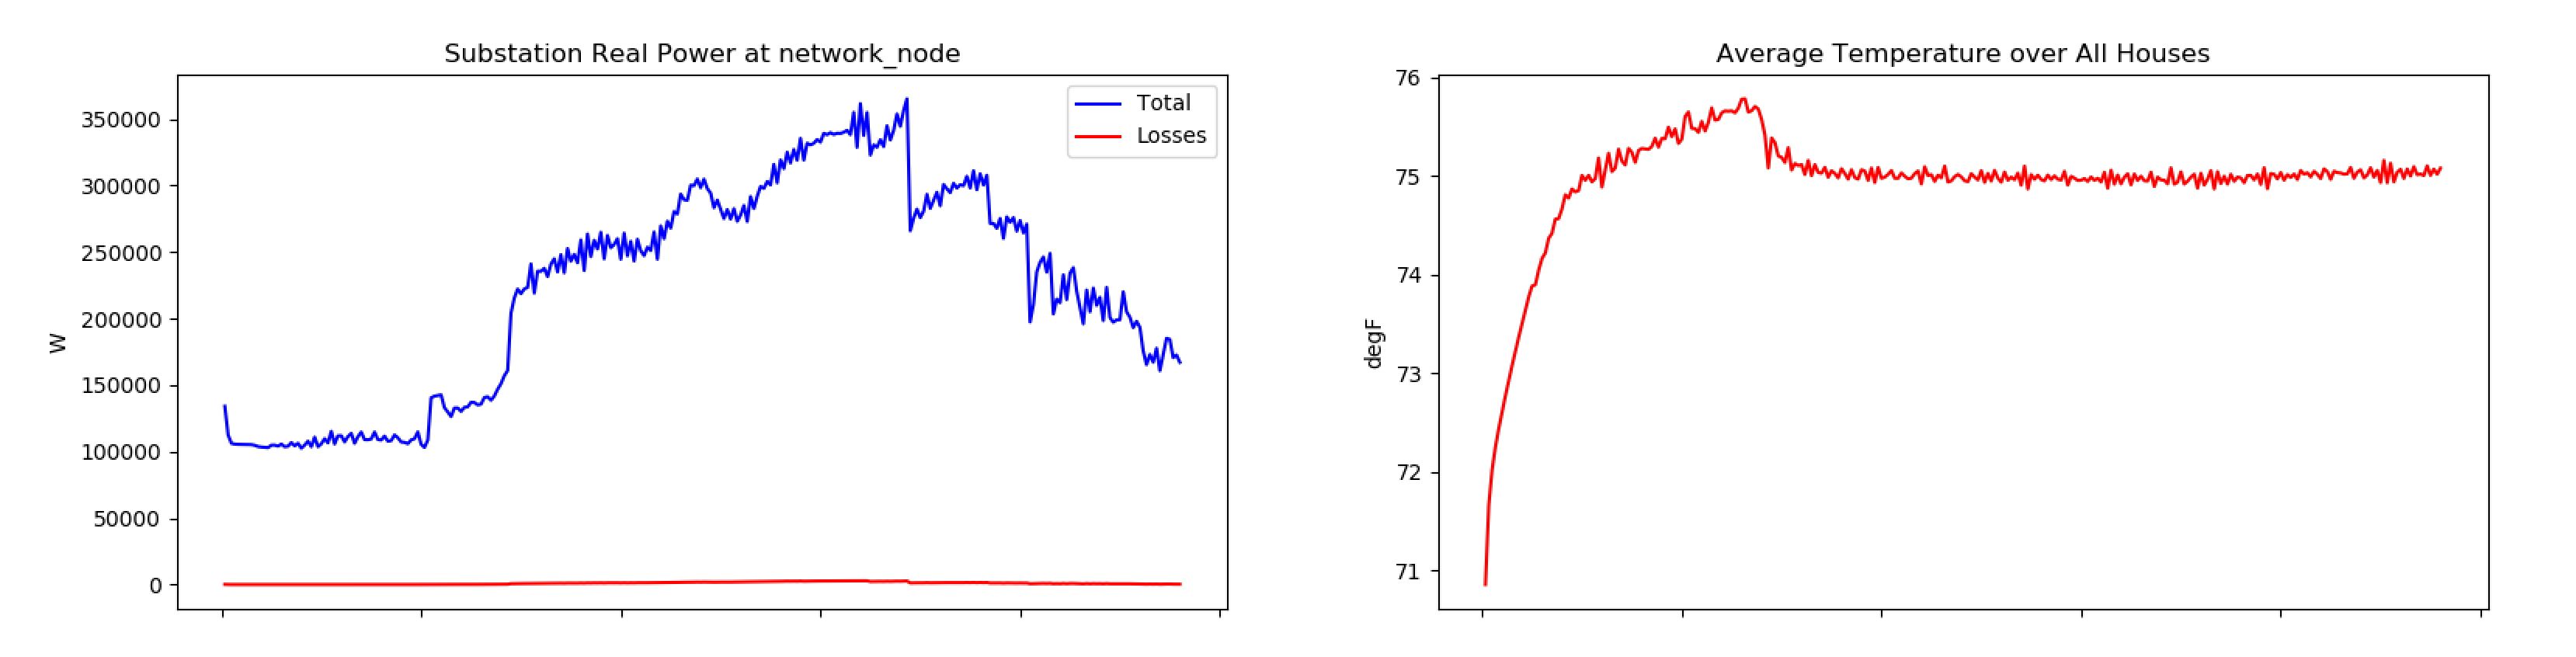 Substation Real Power at network_node
Total
Losses
350000
300000
250000
200000
150000
100000
50000
0
W
Average Temperature over All Houses
76
75
74
73
72
71
degF